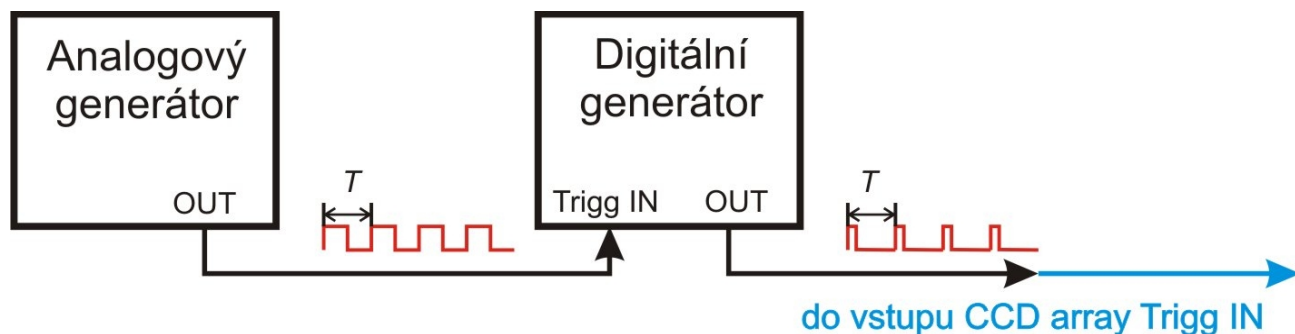 Analogový
generátor
OUT
T
Digitální
generátor
Trigg IN OUT
T
do vstupu CCD array Trigg IN